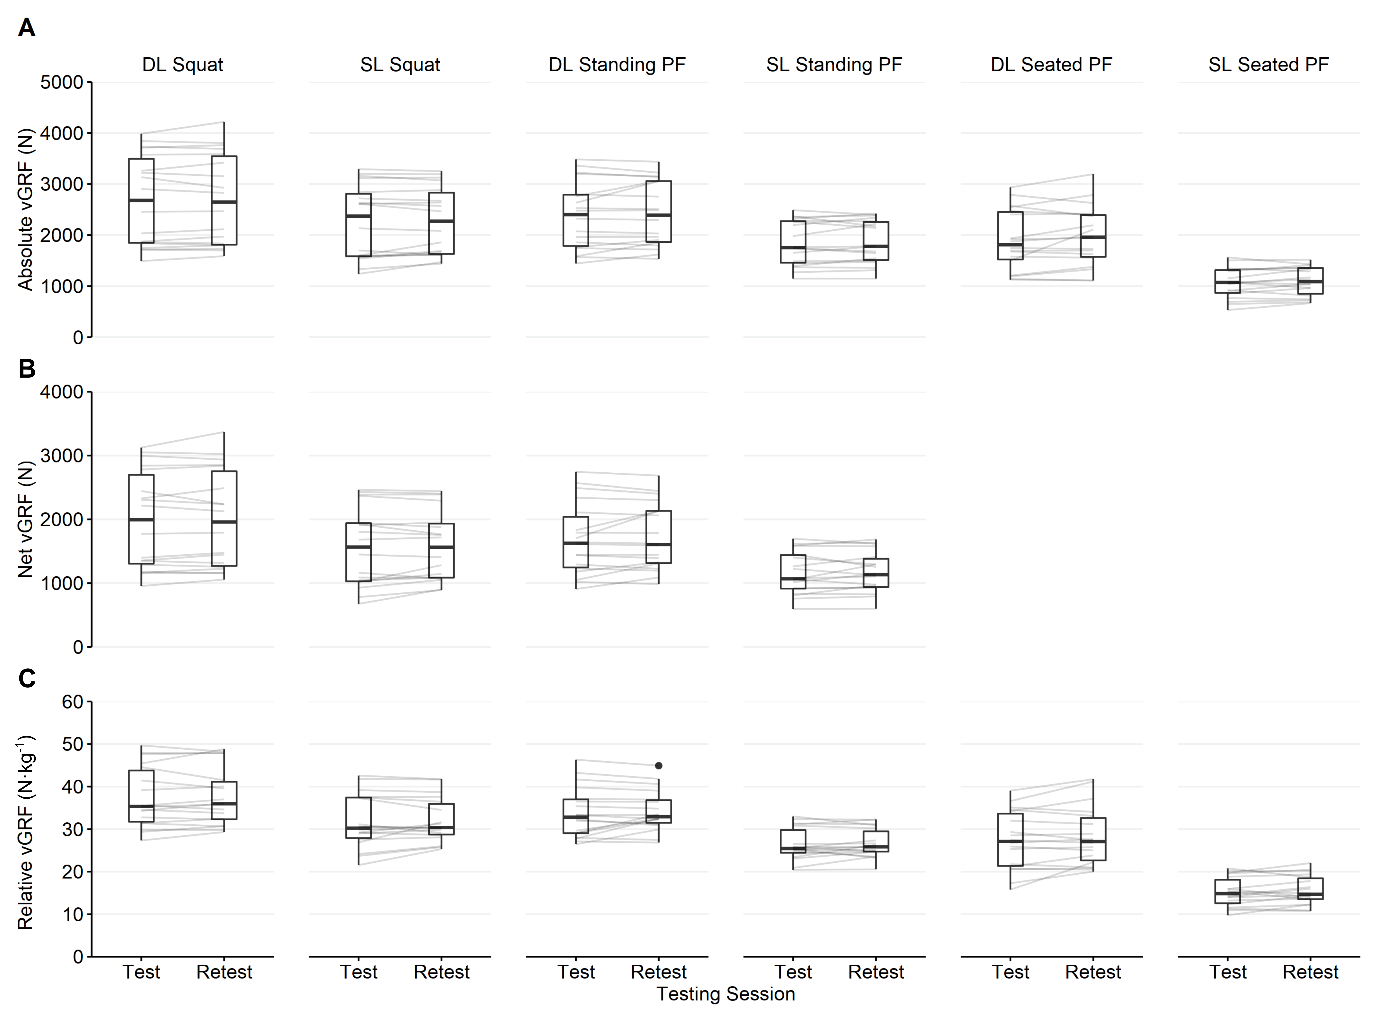 A
DL Squat SL Squat DL Standing PF SL Standing PF DL Seated PF SL Seated PF
Absolute vGRF (N)
5000
4000
3000
2000
1000
0
B
Net vGRF (N)
4000
3000
2000
1000
0
C
Relative vGRF (N·kg⁻¹)
60
50
40
30
20
10
0
Test Retest Test Retest Test Retest Test Retest Test Retest Test Retest
Testing Session